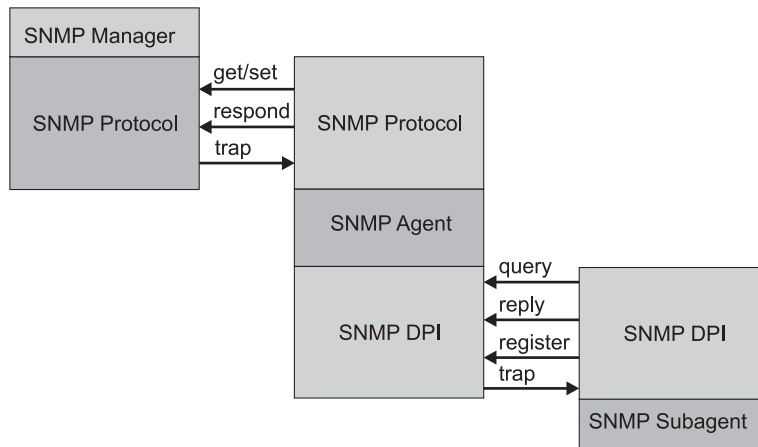 SNMP Manager
SNMP Protocol
get/set
respond
trap
SNMP Protocol
SNMP Agent
SNMP DPI
query
reply
register
trap
SNMP DPI
SNMP Subagent